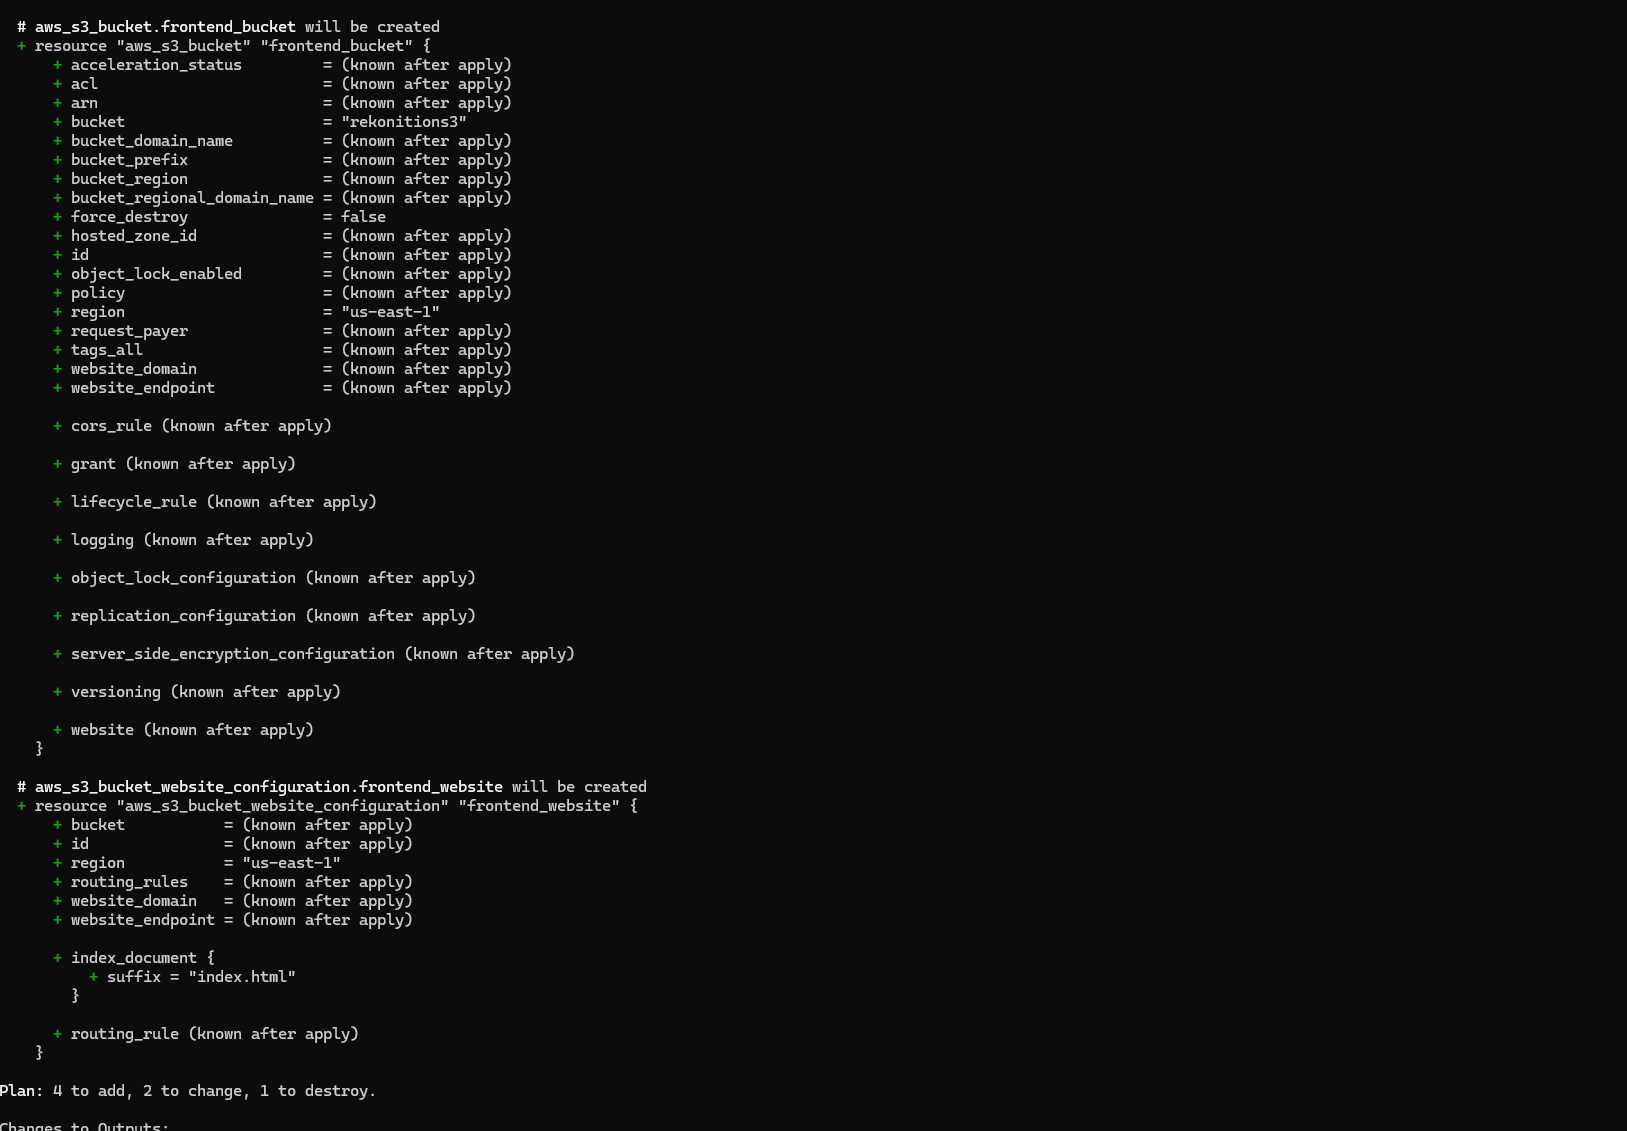 # aws_s3_bucket.frontend_bucket will be created
+ resource "aws_s3_bucket" "frontend_bucket" {
+ acceleration_status = (known after apply)
+ acl = (known after apply)
+ arn = (known after apply)
+ bucket = "rekonitions3"
+ bucket_domain_name = (known after apply)
+ bucket_prefix = (known after apply)
+ bucket_region = (known after apply)
+ bucket_regional_domain_name = (known after apply)
+ force_destroy = false
+ hosted_zone_id = (known after apply)
+ id = (known after apply)
+ object_lock_enabled = (known after apply)
+ policy = (known after apply)
+ region = "us-east-1"
+ request_payer = (known after apply)
+ tags_all = (known after apply)
+ website_domain = (known after apply)
+ website_endpoint = (known after apply)
+ cors_rule (known after apply)
+ grant (known after apply)
+ lifecycle_rule (known after apply)
+ logging (known after apply)
+ object_lock_configuration (known after apply)
+ replication_configuration (known after apply)
+ server_side_encryption_configuration (known after apply)
+ versioning (known after apply)
+ website (known after apply)
}
# aws_s3_bucket_website_configuration.frontend_website will be created
+ resource "aws_s3_bucket_website_configuration" "frontend_website" {
+ bucket = (known after apply)
+ id = (known after apply)
+ region = "us-east-1"
+ routing_rules = (known after apply)
+ website_domain = (known after apply)
+ website_endpoint = (known after apply)
+ index_document {
+ suffix = "index.html"
}
+ routing_rule (known after apply)
}
Plan: 4 to add, 2 to change, 1 to destroy.
Changes to Outputs: